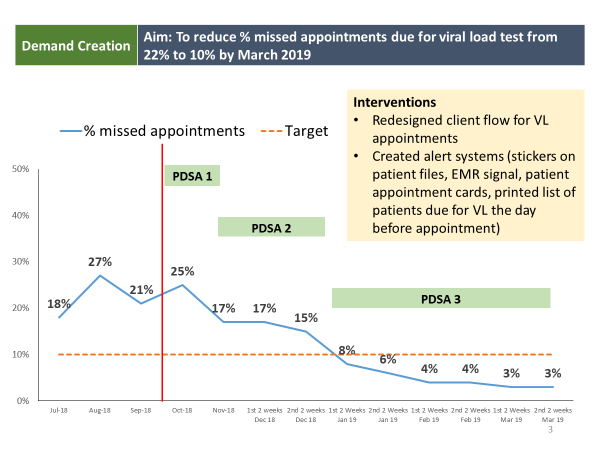 Demand Creation
Aim: To reduce % missed appointments due for viral load test from
22% to 10% by March 2019
Interventions
• Redesigned client flow for VL
appointments
• Created alert systems (stickers on
patient files, EMR signal, patient
appointment cards, printed list of
patients due for VL the day
before appointment)
% missed appointments
Target
PDSA 1
PDSA 2
PDSA 3
50%
40%
30%
20%
10%
0%
18%
27%
21%
25%
17%
17%
15%
8%
6%
4%
4%
3%
3%
Jul-18
Aug-18
Sep-18
Oct-18
Nov-18
1st 2 weeks
Dec 18
2nd 2 weeks
Dec 18
1st 2 Weeks
Jan 19
2nd 2 Weeks
Jan 19
1st 2 Weeks
Feb 19
2nd 2 Weeks
Feb 19
1st 2 weeks
Mar 19
2nd 2 weeks
Mar 19
3